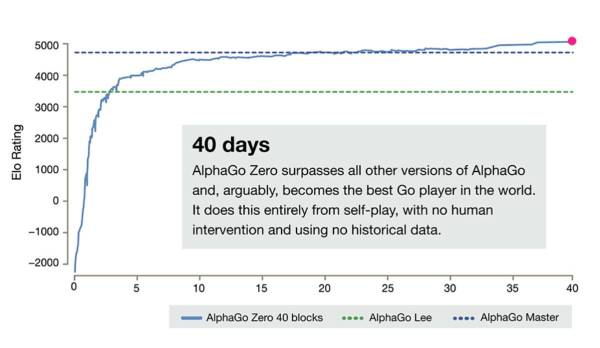 5000
4000
3000
2000
1000
0
−1000
−2000
Elo Rating
40 days
AlphaGo Zero surpasses all other versions of AlphaGo
and, arguably, becomes the best Go player in the world.
It does this entirely from self-play, with no human
intervention and using no historical data.
0 5 10 15 20 25 30 35 40
AlphaGo Zero 40 blocks AlphaGo Lee AlphaGo Master